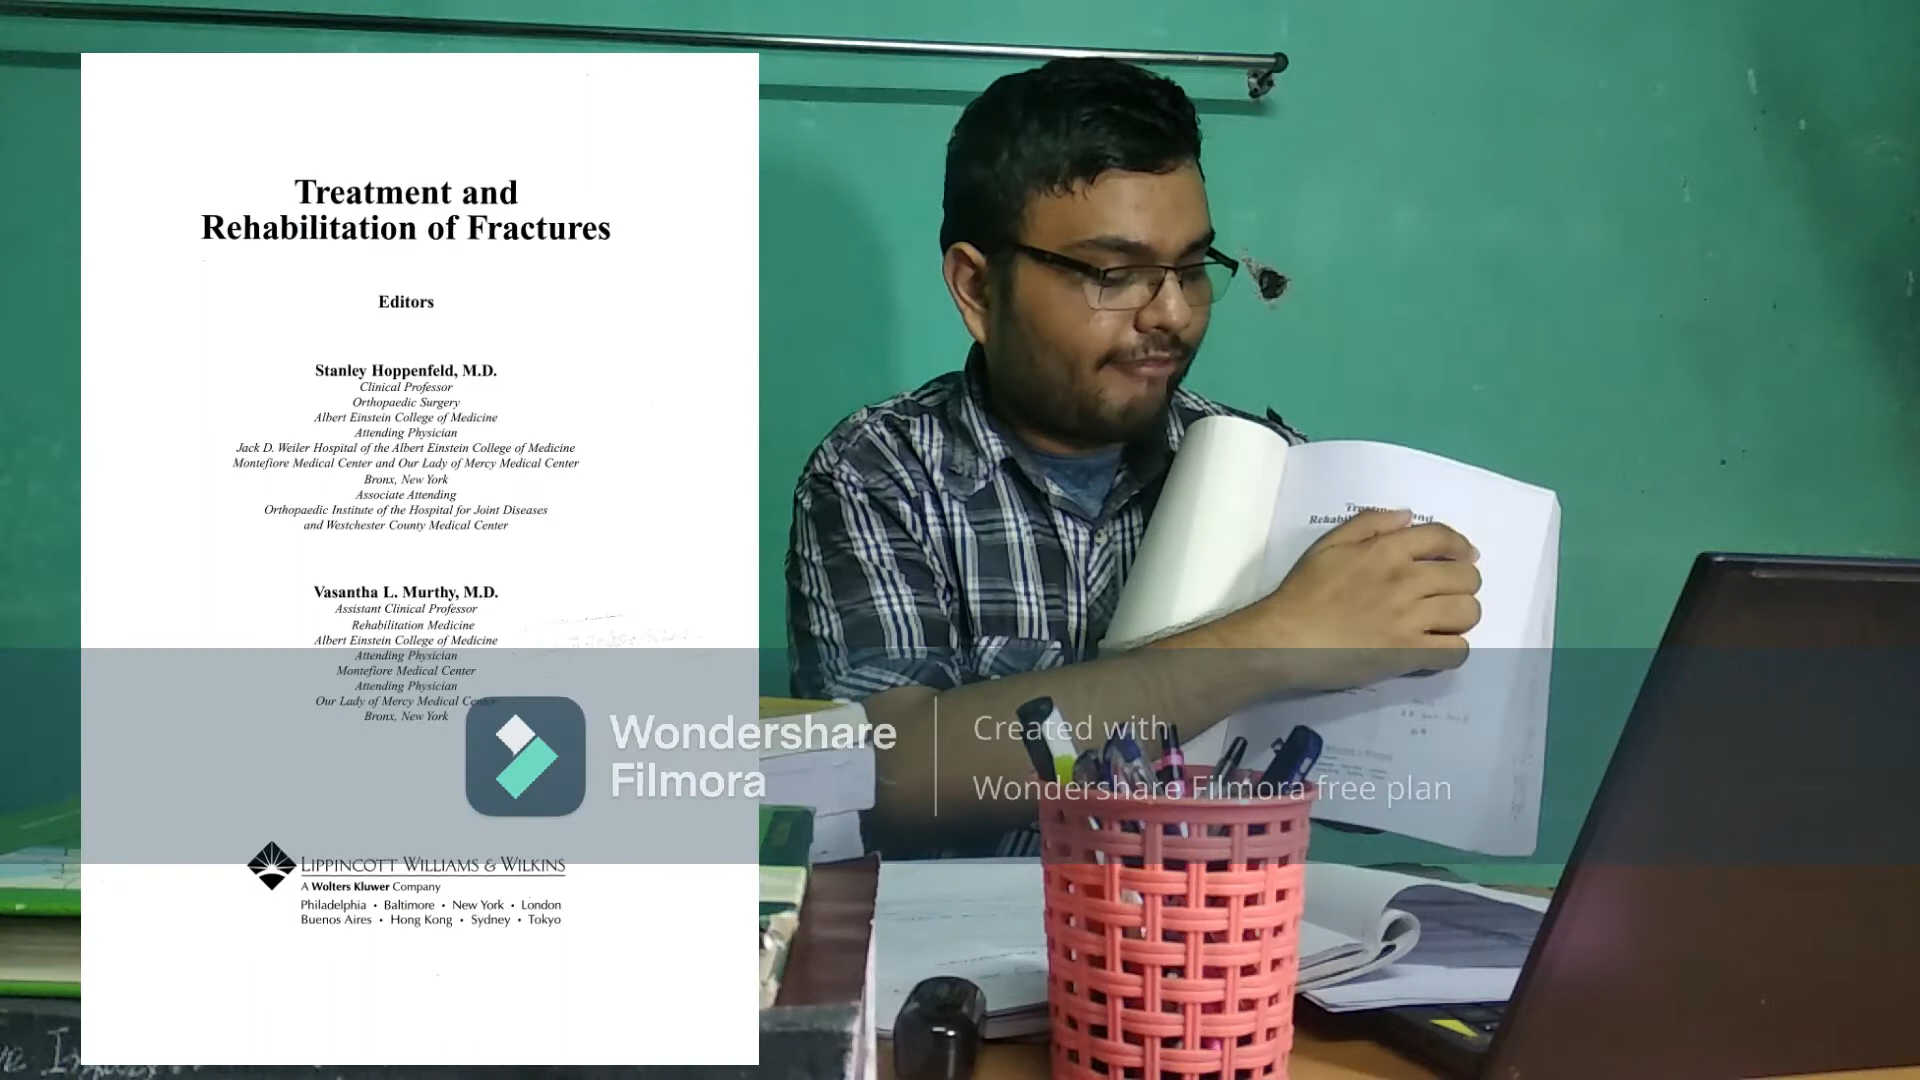 Treatment and
Rehabilitation of Fractures
Editors
Stanley Hoppenfeld, M.D.
Clinical Professor
Orthopaedic Surgery
Albert Einstein College of Medicine
Attending Physician
Jack D. Weiler Hospital of the Albert Einstein College of Medicine
Montefiore Medical Center and Our Lady of Mercy Medical Center
Bronx, New York
Associate Attending
Orthopaedic Institute of the Hospital for Joint Diseases
and Westchester County Medical Center
Vasantha L. Murthy, M.D.
Assistant Clinical Professor
Rehabilitation Medicine
Albert Einstein College of Medicine
Attending Physician
Montefiore Medical Center
Attending Physician
Our Lady of Mercy Medical Center
Bronx, New York
LIPPINCOTT WILLIAMS & WILKINS
A Wolters Kluwer Company
Philadelphia • Baltimore • New York • London
Buenos Aires • Hong Kong • Sydney • Tokyo
Wondershare
Filmora
Created with
Wondershare Filmora free plan